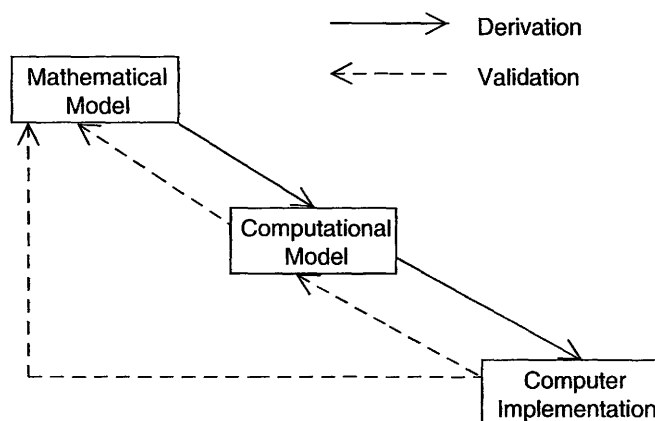 Derivation
Validation
Mathematical
Model
Computational
Model
Computer
Implementation